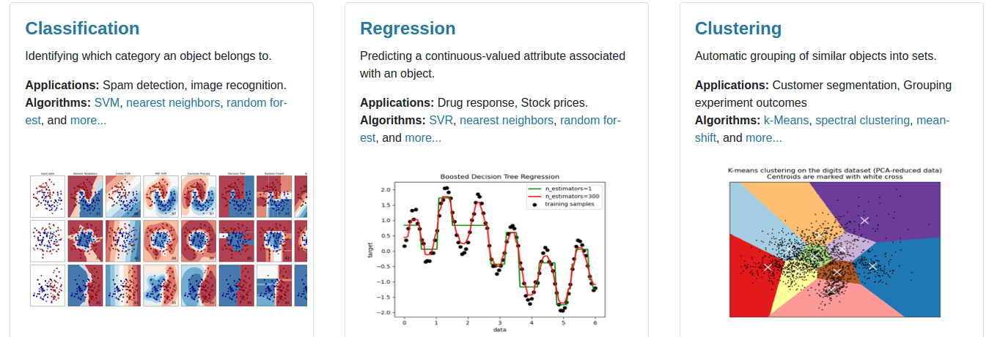 Classification
Identifying which category an object belongs to.
Applications: Spam detection, image recognition.
Algorithms: SVM, nearest neighbors, random for-
est, and more...
Input data
Nearest Neighbors
Linear SVM
RBF SVM
Gaussian Process
Decision Tree
Random Forest
Regression
Predicting a continuous-valued attribute associated
with an object.
Applications: Drug response, Stock prices.
Algorithms: SVR, nearest neighbors, random for-
est, and more...
Boosted Decision Tree Regression
n_estimators=1
n_estimators=300
training samples
target
2.0
1.5
1.0
0.5
0.0
−0.5
−1.0
−1.5
−2.0
0 1 2 3 4 5 6
data
Clustering
Automatic grouping of similar objects into sets.
Applications: Customer segmentation, Grouping
experiment outcomes
Algorithms: k-Means, spectral clustering, mean-
shift, and more...
K-means clustering on the digits dataset (PCA-reduced data)
Centroids are marked with white cross